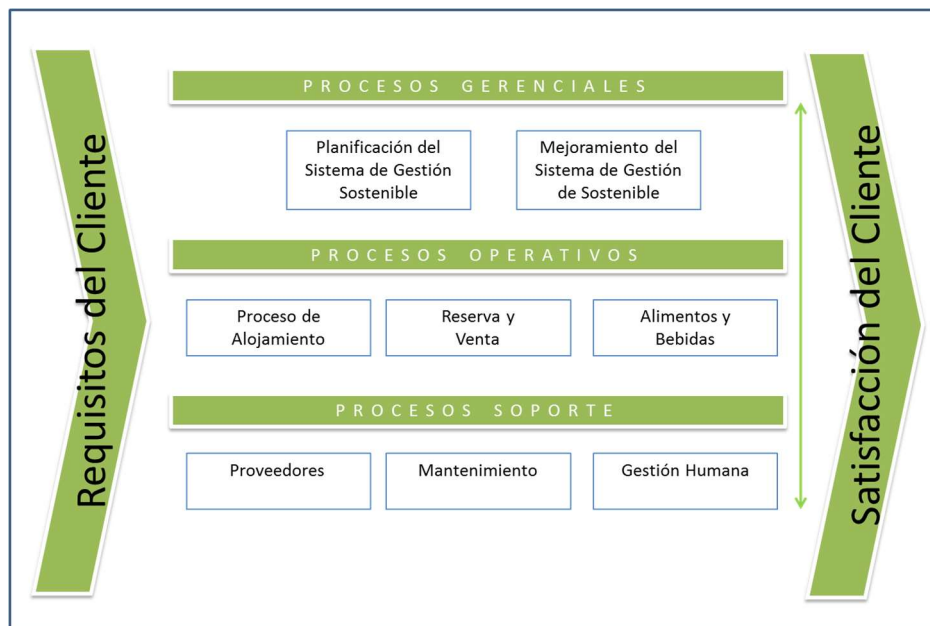 Requisitos del Cliente
PROCESOS GERENCIALES
Planificación del
Sistema de Gestión
Sostenible
Mejoramiento del
Sistema de Gestión
de Sostenible
PROCESOS OPERATIVOS
Proceso de
Alojamiento
Reserva y
Venta
Alimentos y
Bebidas
PROCESOS SOPORTE
Proveedores
Mantenimiento
Gestión Humana
Satisfacción del Cliente